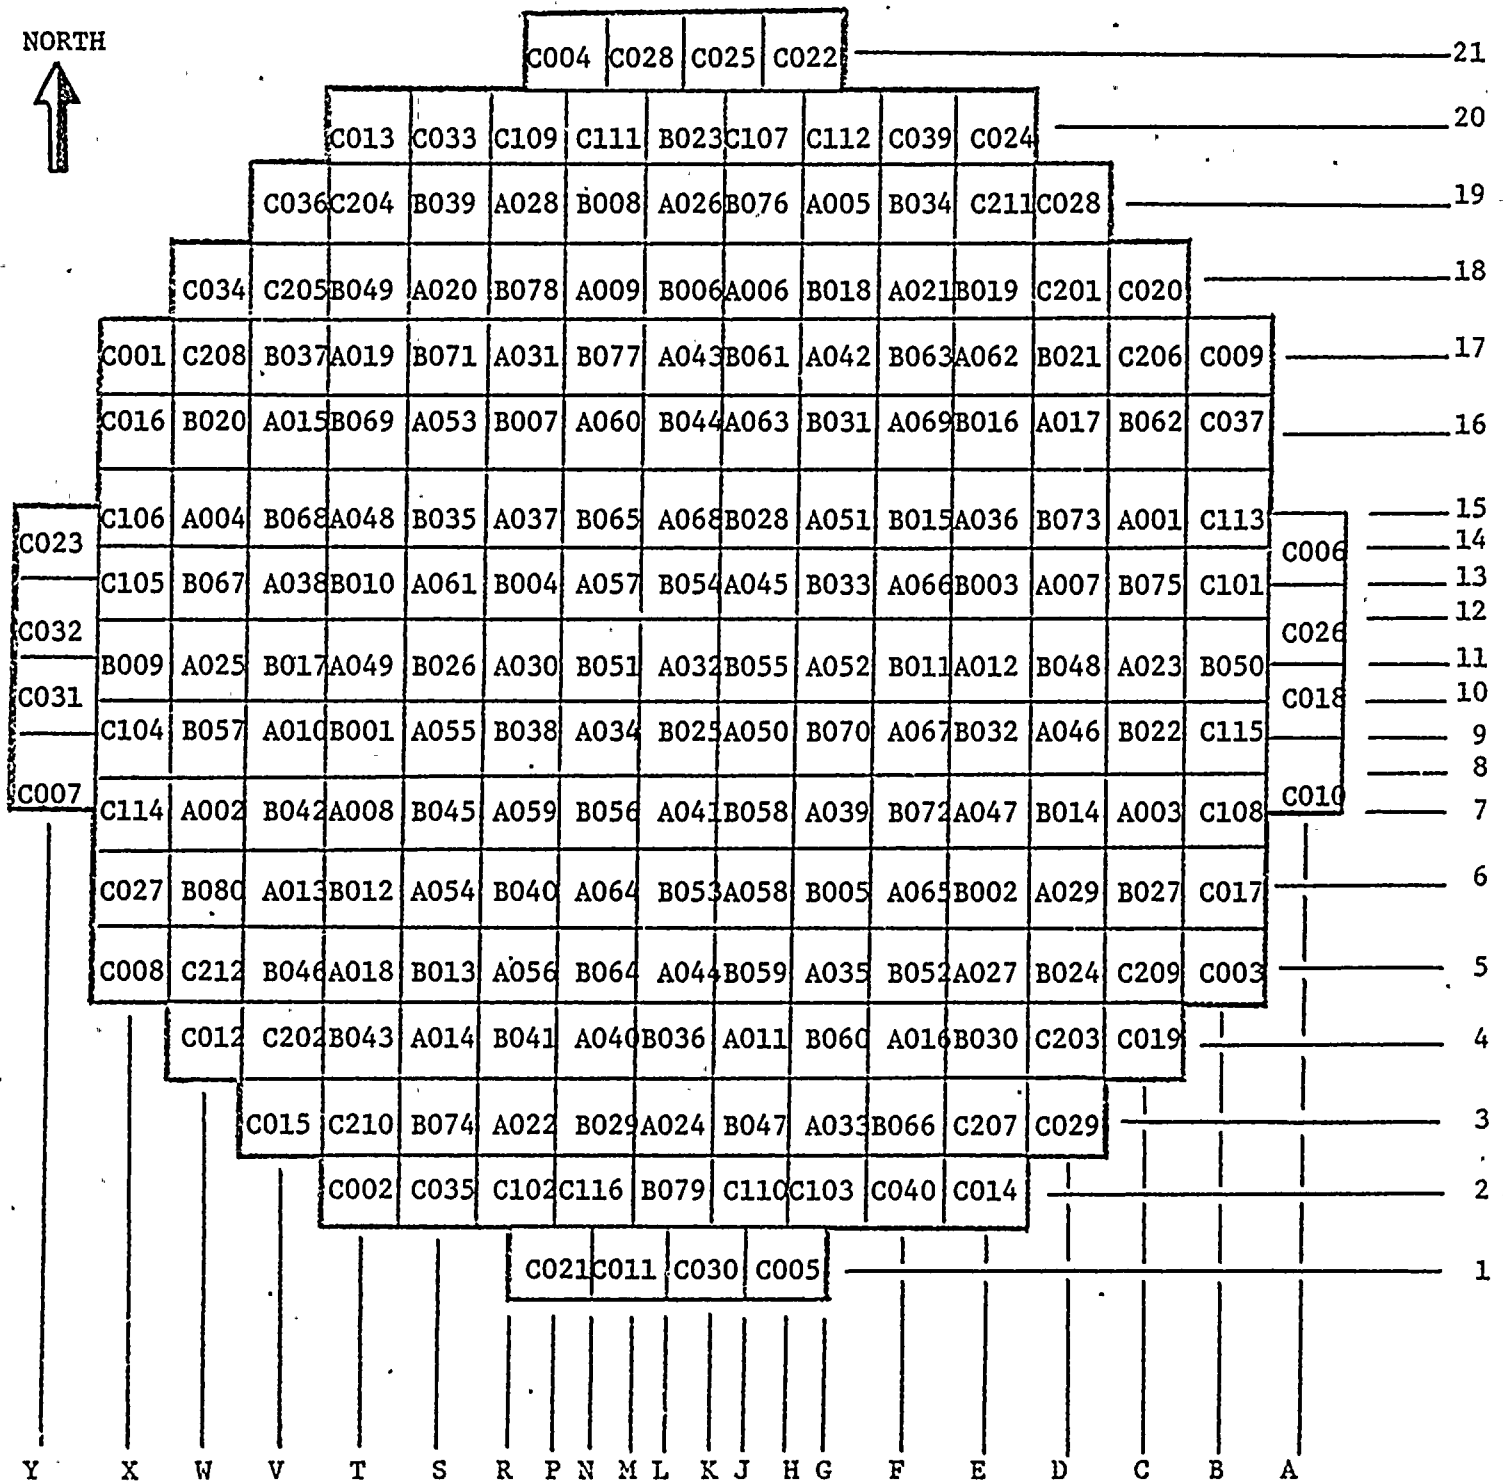 NORTH
C004 C028 C025 C022 21
C013 C033 C109 C111 B023 C107 C112 C039 C024 20
C036 C204 B039 A028 B008 A026 B076 A005 B034 C211 C028 19
C034 C205 B049 A020 B078 A009 B006 A006 B018 A021 B019 C201 C020 18
C001 C208 B037 A019 B071 A031 B077 A043 B061 A042 B063 A062 B021 C206 C009 17
C016 B020 A015 B069 A053 B007 A060 B044 A063 B031 A069 B016 A017 B062 C037 16
C106 A004 B068 A048 B035 A037 B065 A068 B028 A051 B015 A036 B073 A001 C113 15
C023 C006 14
C105 B067 A038 B010 A061 B004 A057 B054 A045 B033 A066 B003 A007 B075 C101 13
C032 C026 12
B009 A025 B017 A049 B026 A030 B051 A032 B055 A052 B011 A012 B048 A023 B050 11
C031 C018 10
C104 B057 A010 B001 A055 B038 A034 B025 A050 B070 A067 B032 A046 B022 C115 9
C007 C010 8
C114 A002 B042 A008 B045 A059 B056 A041 B058 A039 B072 A047 B014 A003 C108 7
C027 B080 A013 B012 A054 B040 A064 B053 A058 B005 A065 B002 A029 B027 C017 6
C008 C212 B046 A018 B013 A056 B064 A044 B059 A035 B052 A027 B024 C209 C003 5
C012 C202 B043 A014 B041 A040 B036 A011 B060 A016 B030 C203 C019 4
C015 C210 B074 A022 B029 A024 B047 A033 B066 C207 C029 3
C002 C035 C102 C116 B079 C110 C103 C040 C014 2
C021 C011 C030 C005 1
Y X W V T S R P N M L K J H G F E D C B A